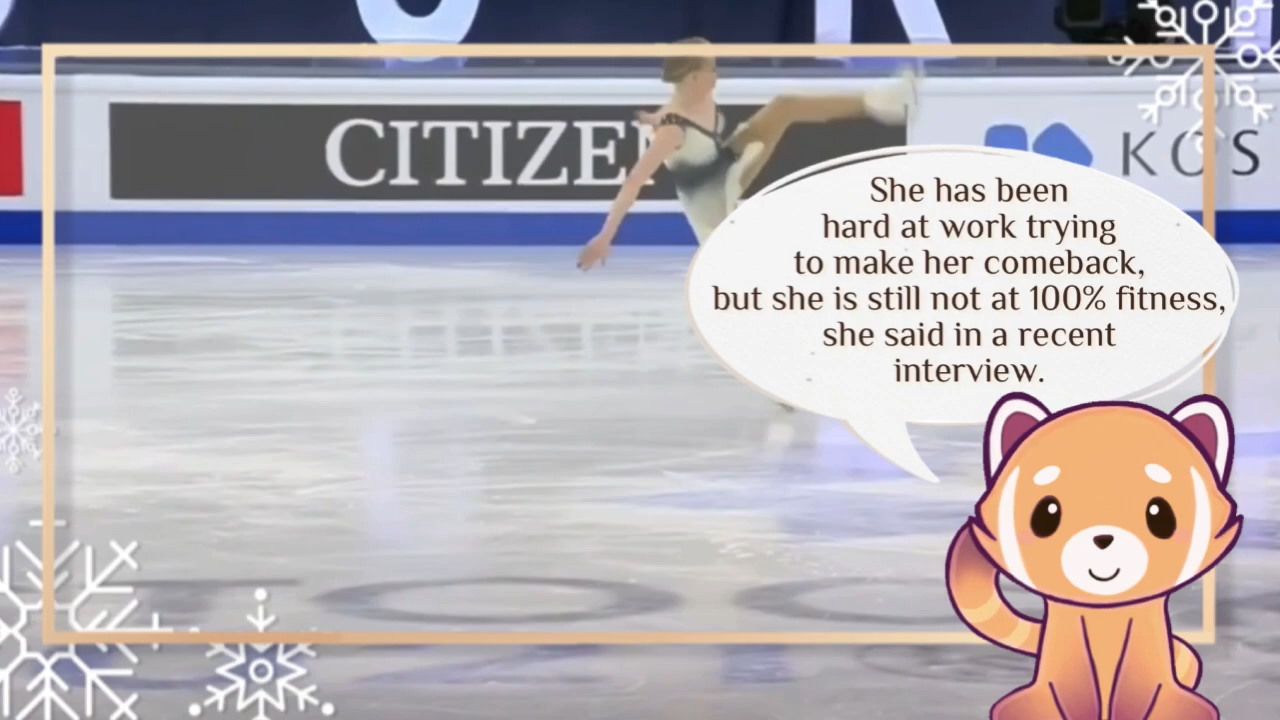 CITIZEN
KOS
She has been
hard at work trying
to make her comeback,
but she is still not at 100% fitness,
she said in a recent
interview.